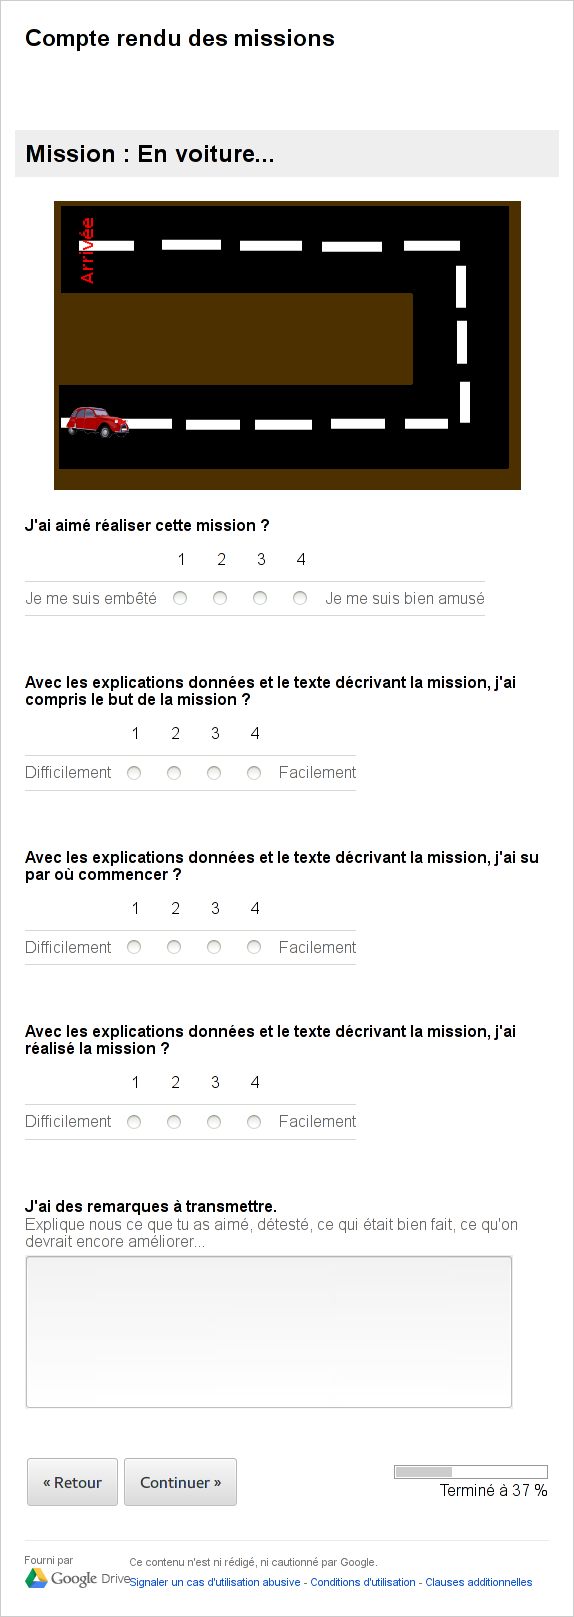 Compte rendu des missions
Mission : En voiture...
Arrivée
J'ai aimé réaliser cette mission ?
1 2 3 4
Je me suis embêté Je me suis bien amusé
Avec les explications données et le texte décrivant la mission, j'ai
compris le but de la mission ?
1 2 3 4
Difficilement Facilement
Avec les explications données et le texte décrivant la mission, j'ai su
par où commencer ?
1 2 3 4
Difficilement Facilement
Avec les explications données et le texte décrivant la mission, j'ai
réalisé la mission ?
1 2 3 4
Difficilement Facilement
J'ai des remarques à transmettre.
Explique nous ce que tu as aimé, détesté, ce qui était bien fait, ce qu'on
devrait encore améliorer...
« Retour Continuer »
Terminé à 37 %
Fourni par
Google Drive
Ce contenu n'est ni rédigé, ni cautionné par Google.
Signaler un cas d'utilisation abusive - Conditions d'utilisation - Clauses additionnelles